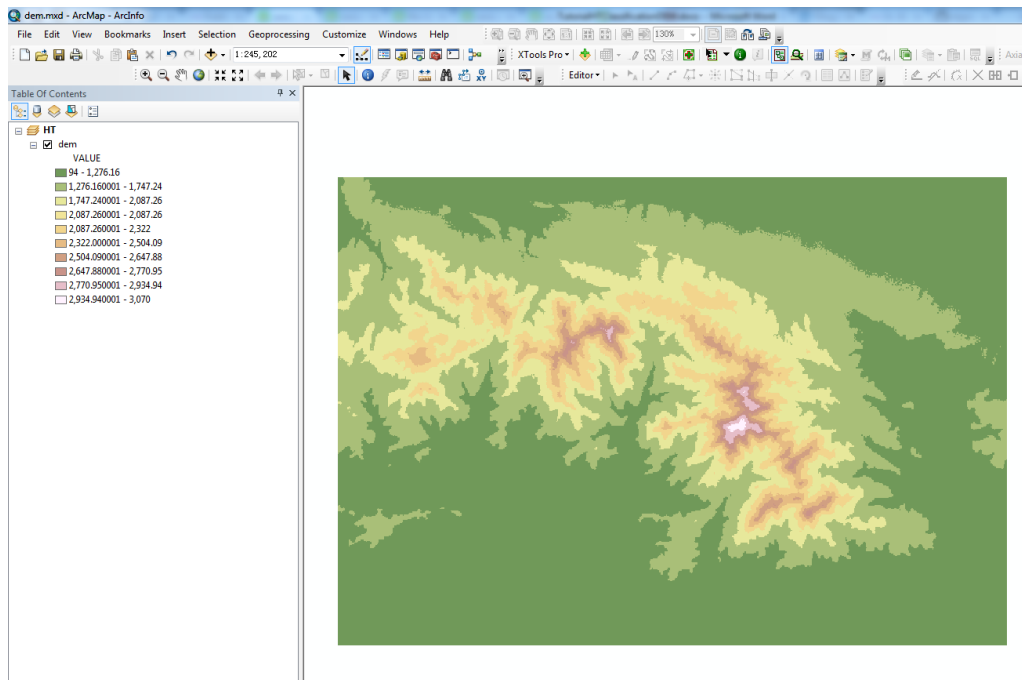 dem.mxd - ArcMap - ArcInfo
File Edit View Bookmarks Insert Selection Geoprocessing Customize Windows Help 130%
1:245,202 XTools Pro Axia
Editor
Table Of Contents
HT
dem
VALUE
94 - 1,276.16
1,276.160001 - 1,747.24
1,747.240001 - 2,087.26
2,087.260001 - 2,087.26
2,087.260001 - 2,322
2,322.000001 - 2,504.09
2,504.090001 - 2,647.88
2,647.880001 - 2,770.95
2,770.950001 - 2,934.94
2,934.940001 - 3,070